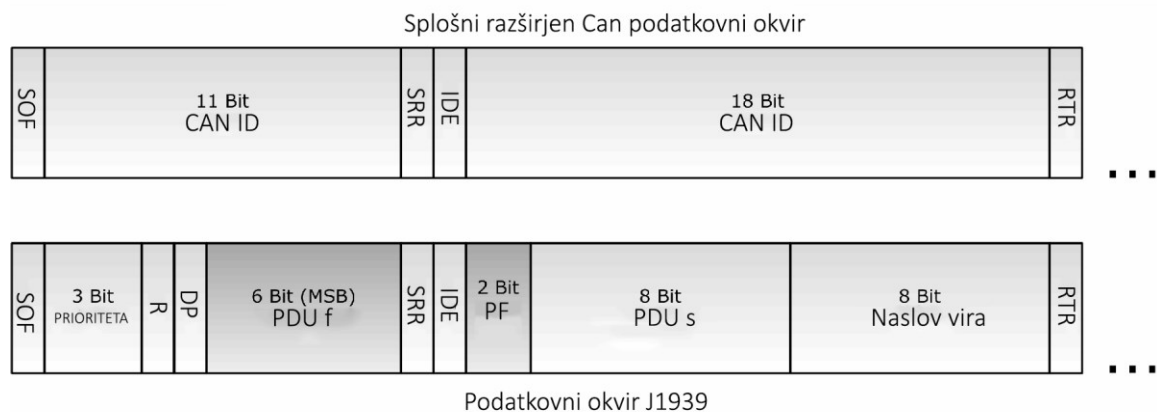 Splošni razširjen Can podatkovni okvir
SOF
11 Bit
CAN ID
SRR
IDE
18 Bit
CAN ID
RTR
...
SOF
3 Bit
PRIORITETA
R
DP
6 Bit (MSB)
PDU f
SRR
IDE
2 Bit
PF
8 Bit
PDU s
8 Bit
Naslov vira
RTR
...
Podatkovni okvir J1939